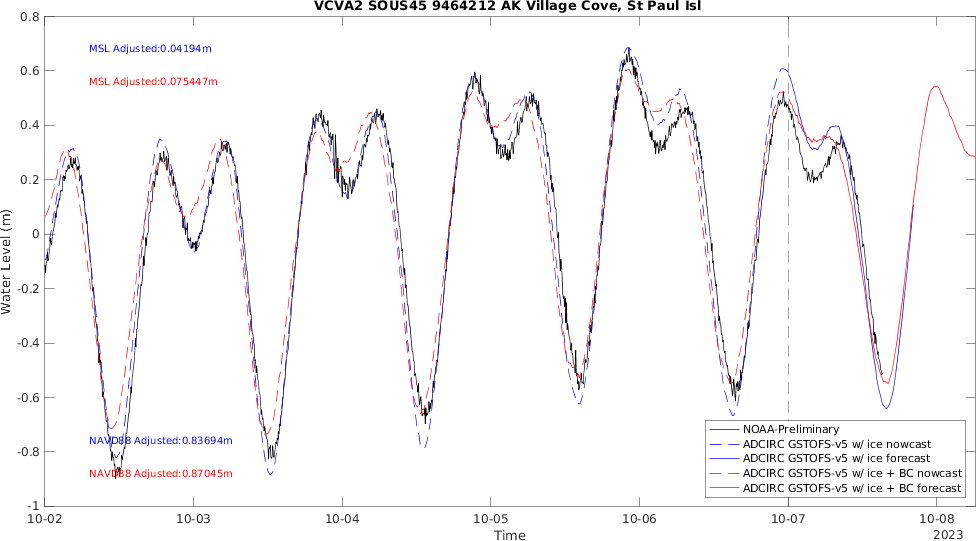 VCVA2 SOUS45 9464212 AK Village Cove, St Paul Isl
0.8
0.6
0.4
0.2
0
-0.2
-0.4
-0.6
-0.8
-1
Water Level (m)
MSL Adjusted:0.04194m
MSL Adjusted:0.075447m
NAVD88 Adjusted:0.83694m
NAVD88 Adjusted:0.87045m
NOAA-Preliminary
ADCIRC GSTOFS-v5 w/ ice nowcast
ADCIRC GSTOFS-v5 w/ ice forecast
ADCIRC GSTOFS-v5 w/ ice + BC nowcast
ADCIRC GSTOFS-v5 w/ ice + BC forecast
10-02 10-03 10-04 10-05 10-06 10-07 10-08
Time
2023